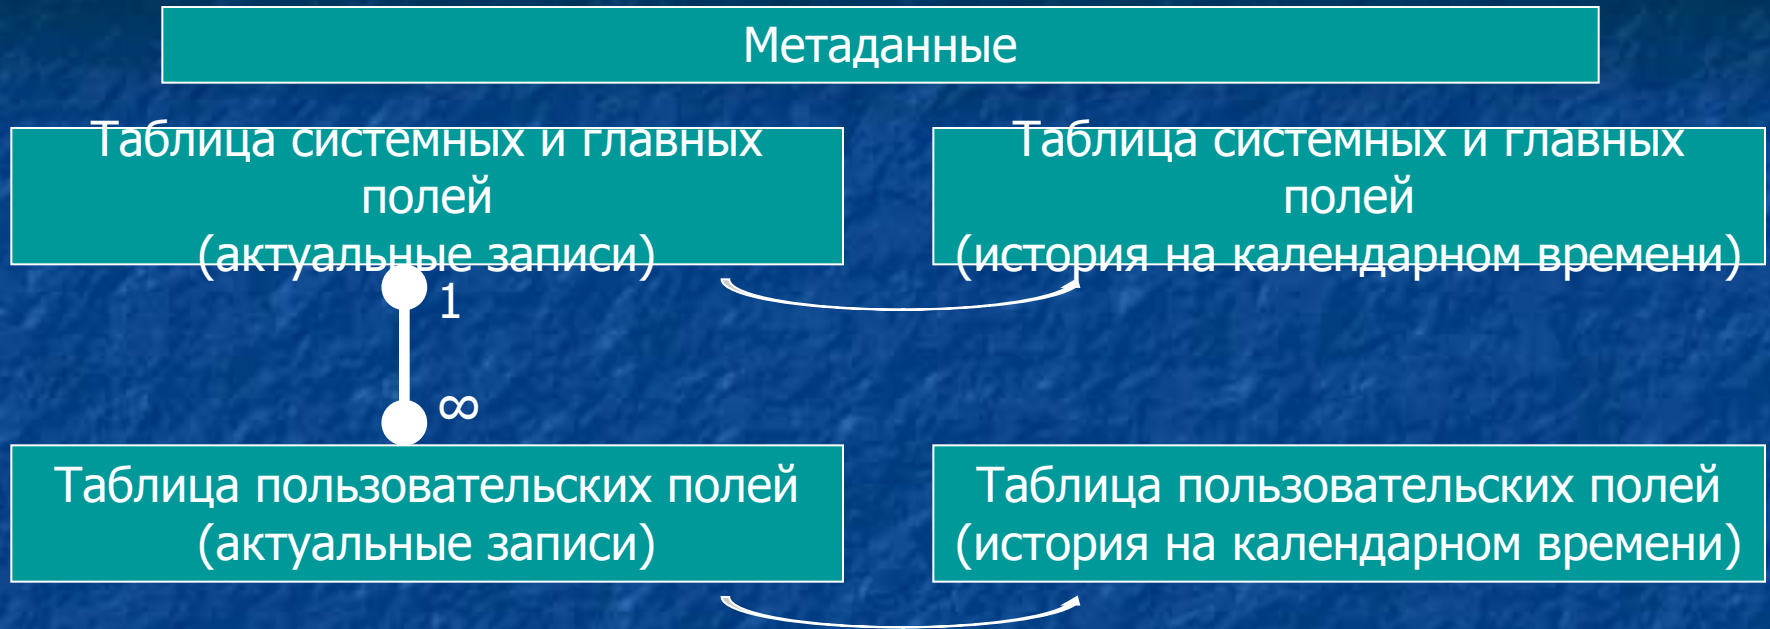 Метаданные
Таблица системных и главных
полей
(актуальные записи)
Таблица системных и главных
полей
(история на календарном времени)
1
∞
Таблица пользовательских полей
(актуальные записи)
Таблица пользовательских полей
(история на календарном времени)